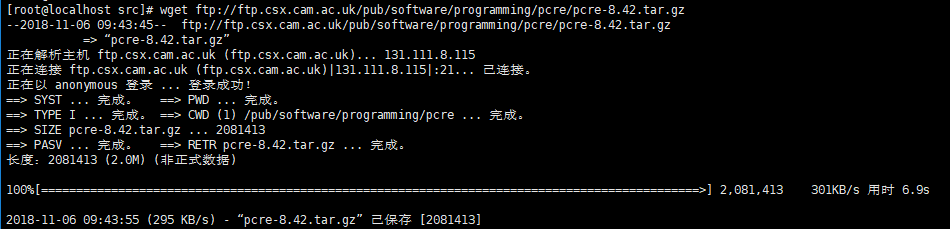 [root@localhost src]# wget ftp://ftp.csx.cam.ac.uk/pub/software/programming/pcre/pcre-8.42.tar.gz
--2018-11-06 09:43:45--  ftp://ftp.csx.cam.ac.uk/pub/software/programming/pcre/pcre-8.42.tar.gz
           => “pcre-8.42.tar.gz”
正在解析主机 ftp.csx.cam.ac.uk (ftp.csx.cam.ac.uk)... 131.111.8.115
正在连接 ftp.csx.cam.ac.uk (ftp.csx.cam.ac.uk)|131.111.8.115|:21... 已连接。
正在以 anonymous 登录 ... 登录成功!
==> SYST ... 完成。   ==> PWD ... 完成。
==> TYPE I ... 完成。 ==> CWD (1) /pub/software/programming/pcre ... 完成。
==> SIZE pcre-8.42.tar.gz ... 2081413
==> PASV ... 完成。   ==> RETR pcre-8.42.tar.gz ... 完成。
长度：2081413 (2.0M) (非正式数据)
100%[=============================================================================================>] 2,081,413    301KB/s 用时 6.9s
2018-11-06 09:43:55 (295 KB/s) - “pcre-8.42.tar.gz” 已保存 [2081413]